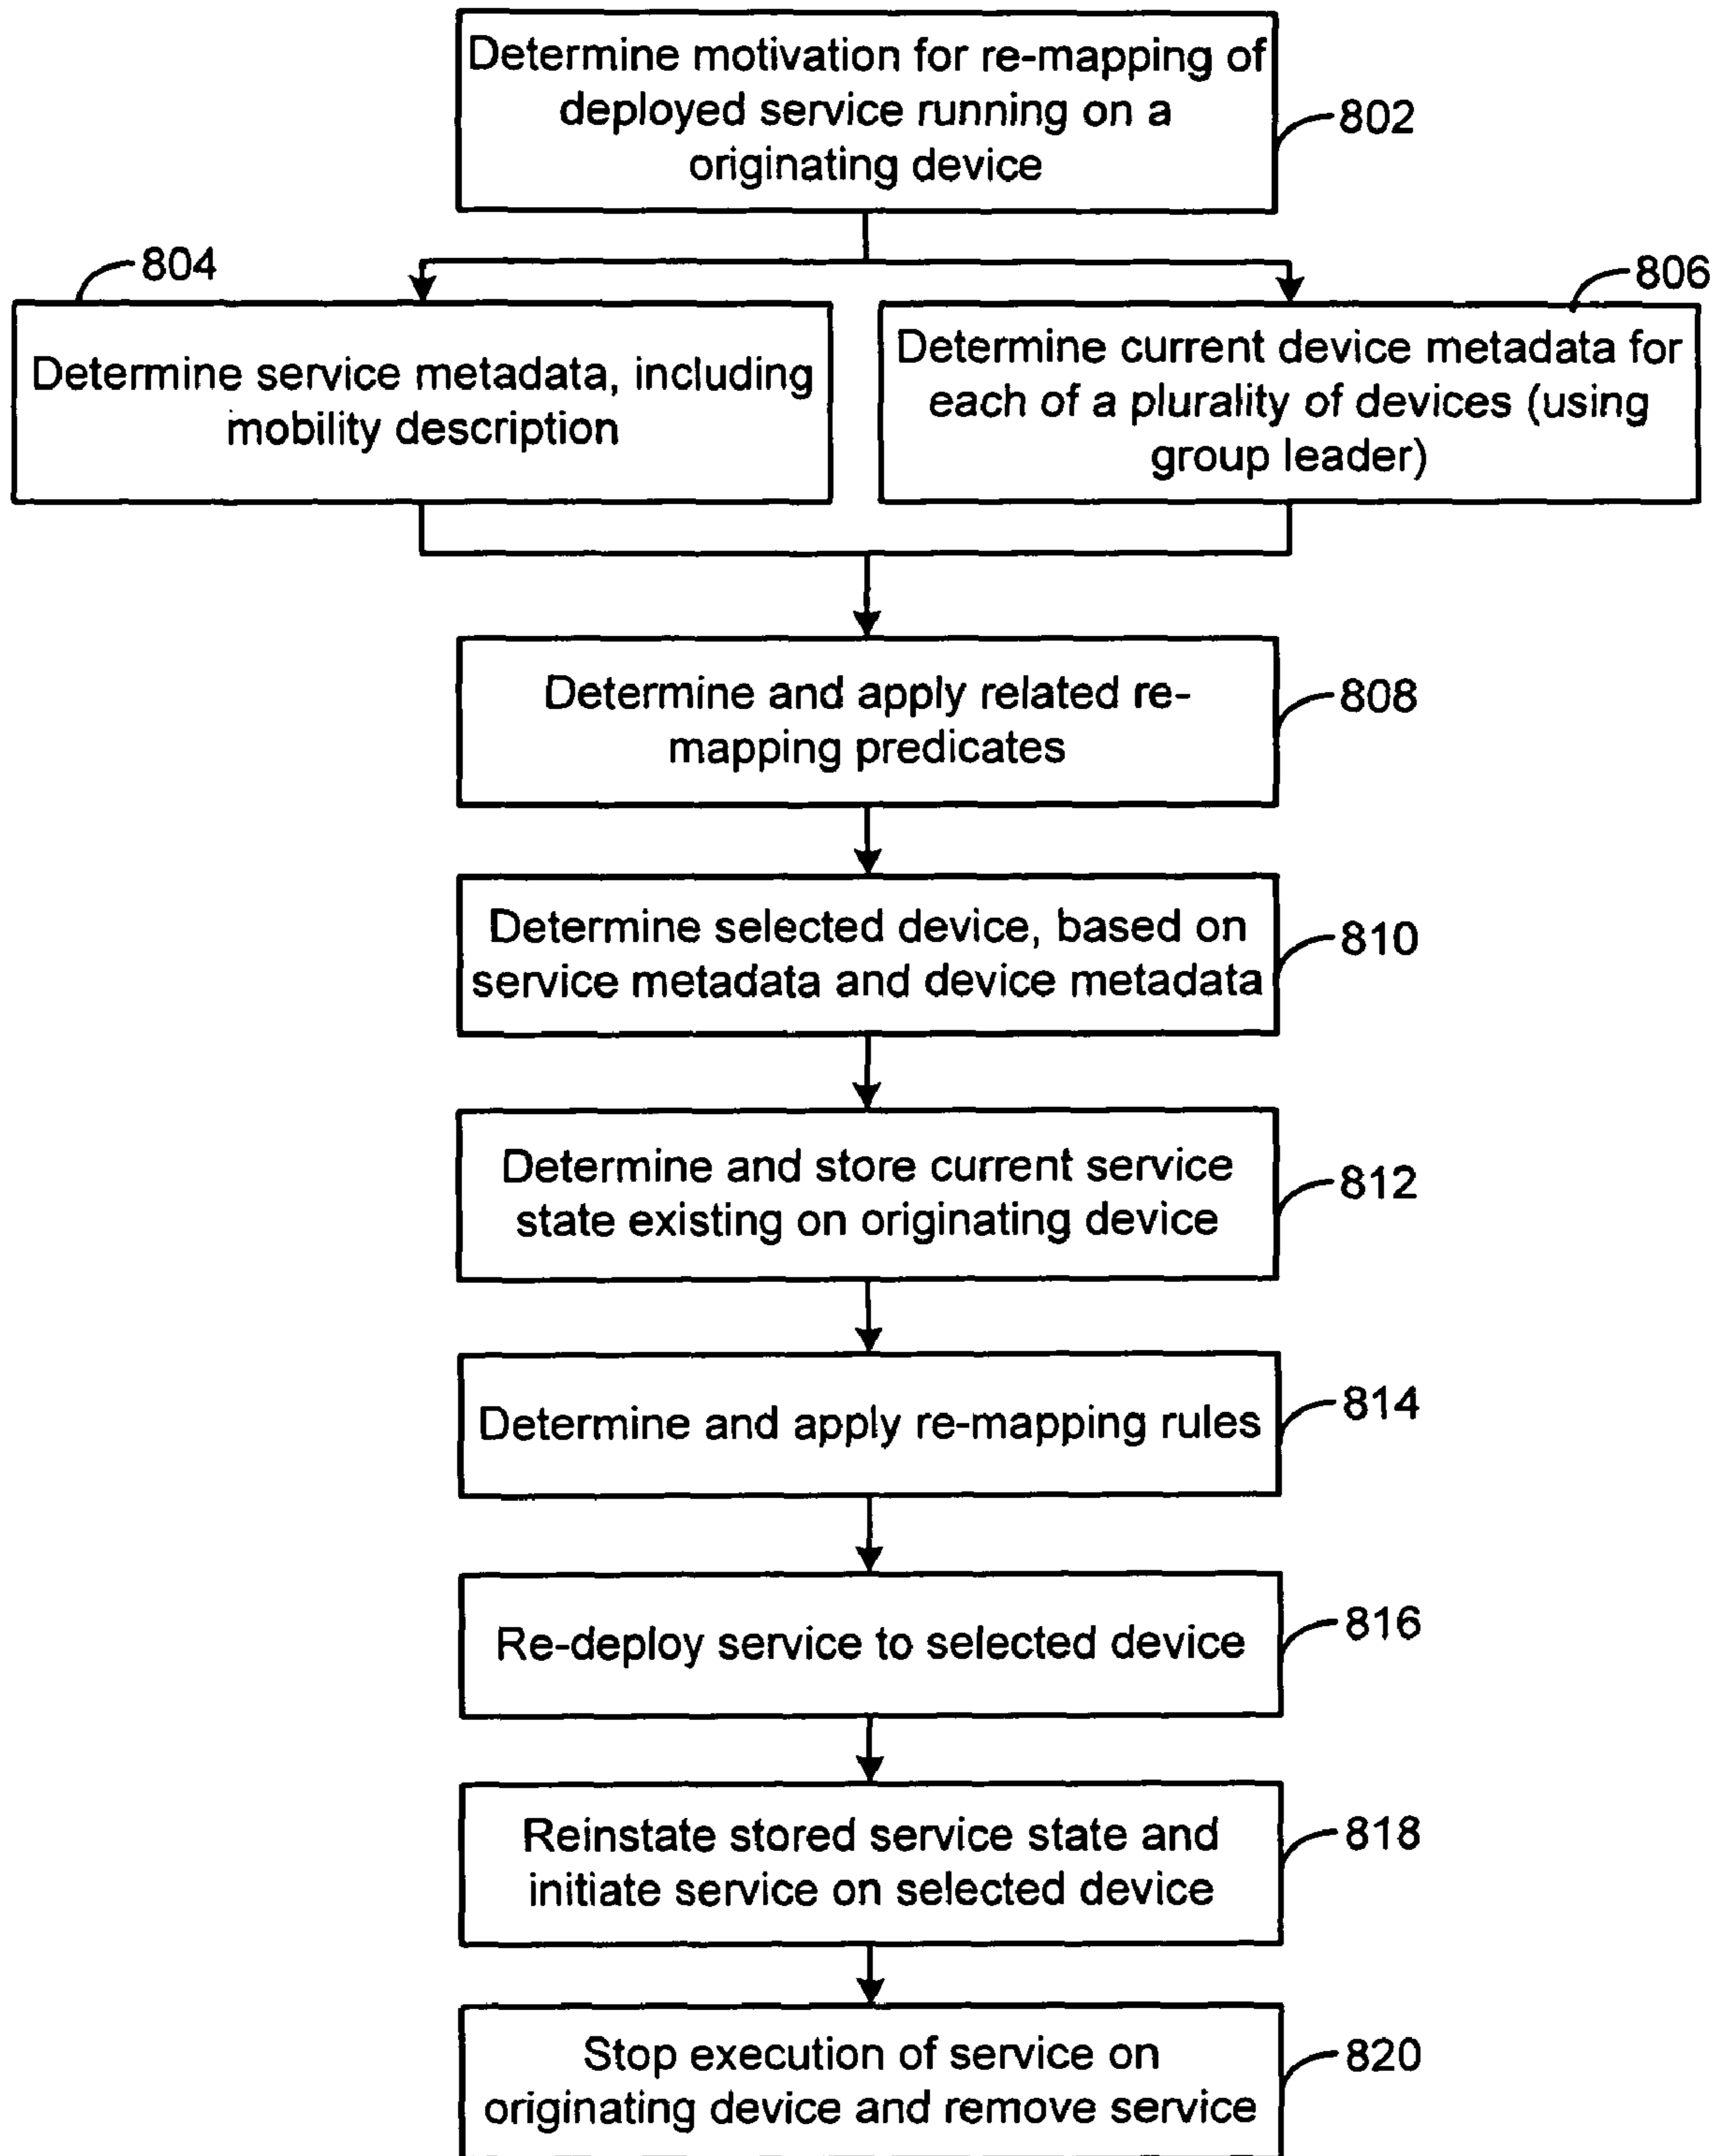 Determine motivation for re-mapping of
deployed service running on a
originating device
802
804
806
Determine service metadata, including
mobility description
Determine current device metadata for
each of a plurality of devices (using
group leader)
Determine and apply related re-
mapping predicates
808
Determine selected device, based on
service metadata and device metadata
810
Determine and store current service
state existing on originating device
812
Determine and apply re-mapping rules
814
Re-deploy service to selected device
816
Reinstate stored service state and
initiate service on selected device
818
Stop execution of service on
originating device and remove service
820